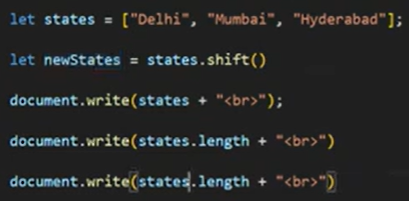 let states = ["Delhi", "Mumbai", "Hyderabad"];
let newStates = states.shift()
document.write(states + "<br>");
document.write(states.length + "<br>")
document.write(states.length + "<br>")